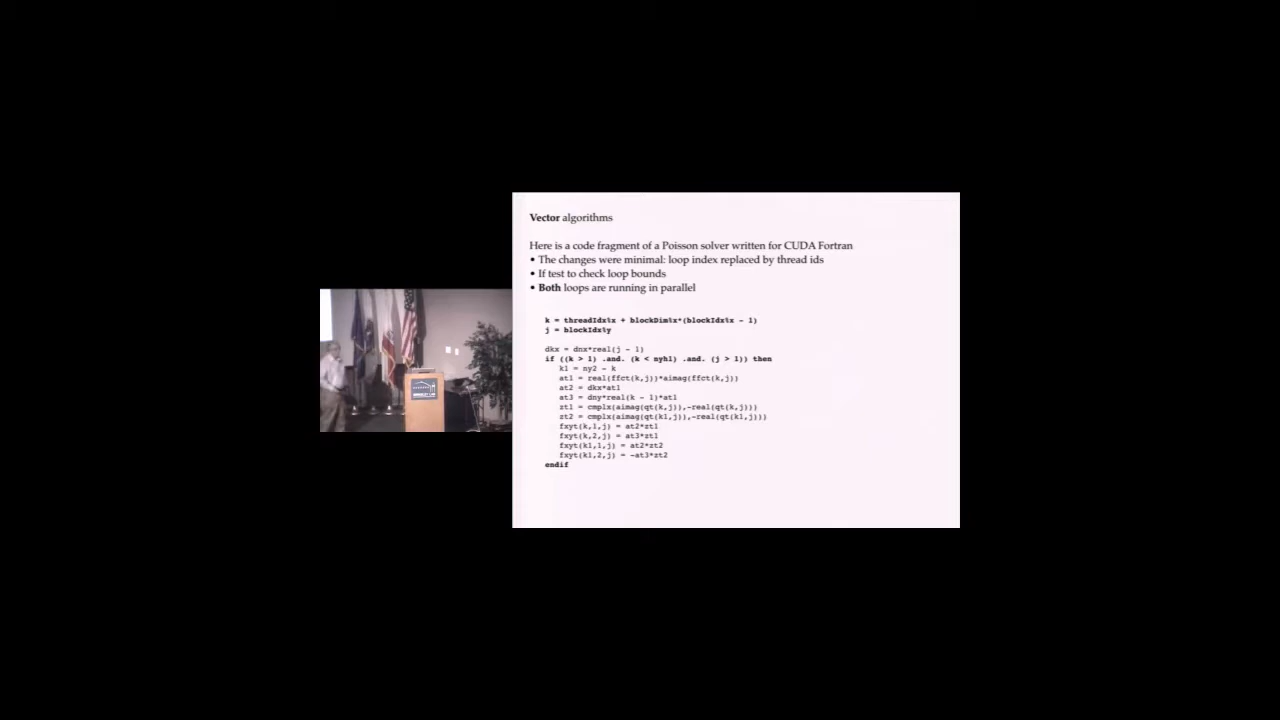 Vector algorithms
Here is a code fragment of a Poisson solver written for CUDA Fortran
• The changes were minimal: loop index replaced by thread ids
• If test to check loop bounds
• Both loops are running in parallel
k = threadIdx%x + blockDim%x*(blockIdx%x - 1)
j = blockIdx%y
dkx = dnx*real(j - 1)
if ((k > 1) .and. (k < nyh1) .and. (j > 1)) then
k1 = ny2 - k
at1 = real(ffct(k,j))*aimag(ffct(k,j))
at2 = dkx*at1
at3 = dny*real(k - 1)*at1
zt1 = cmplx(aimag(qt(k,j)),-real(qt(k,j)))
zt2 = cmplx(aimag(qt(k1,j)),-real(qt(k1,j)))
fxyt(k,1,j) = at2*zt1
fxyt(k,2,j) = at3*zt1
fxyt(k1,1,j) = at2*zt2
fxyt(k1,2,j) = -at3*zt2
endif